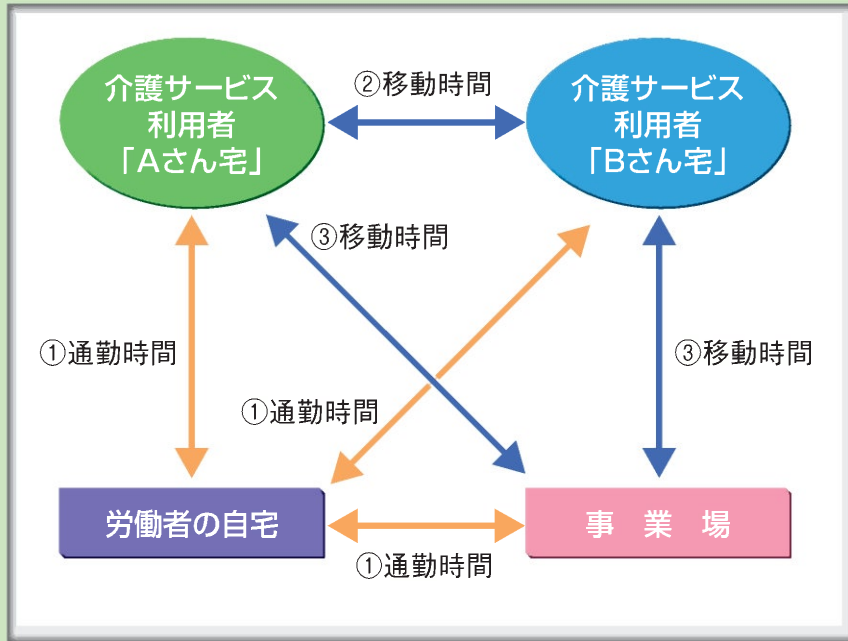 介護サービス
利用者
「Aさん宅」
②移動時間
介護サービス
利用者
「Bさん宅」
③移動時間
①通勤時間
③移動時間
①通勤時間
労働者の自宅
事　業　場
①通勤時間